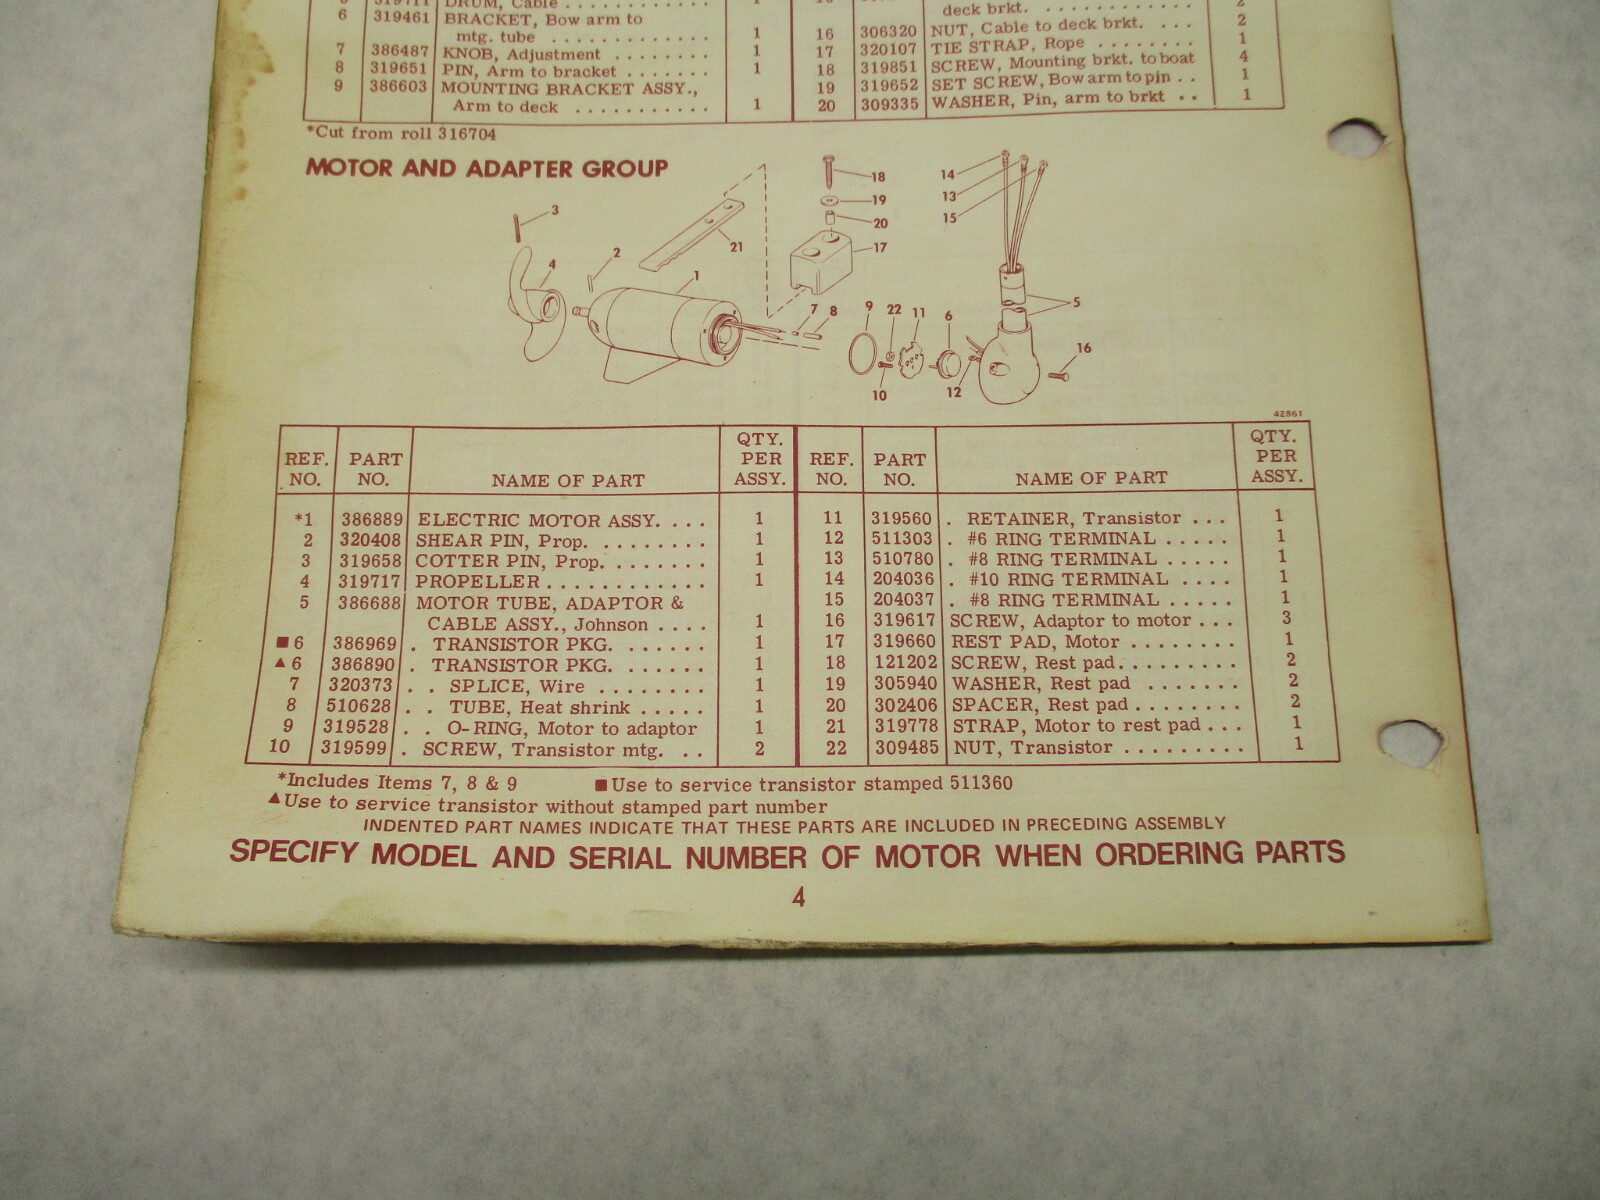 DRUM, Cable . . . . . . . . . . . . 1
6 319461 BRACKET, Bow arm to
mtg. tube . . . . . . . . . . . . . 1
7 386487 KNOB, Adjustment . . . . . . . . 1
8 319651 PIN, Arm to bracket . . . . . . . 1
9 386603 MOUNTING BRACKET ASSY.,
Arm to deck . . . . . . . . . . . 1
deck brkt. . . . . . . . . . . . . 2
16 306320 NUT, Cable to deck brkt. . . . . 2
17 320107 TIE STRAP, Rope . . . . . . . . 1
18 319851 SCREW, Mounting brkt. to boat 4
19 319652 SET SCREW, Bow arm to pin . . 1
20 309335 WASHER, Pin, arm to brkt . . 1
*Cut from roll 316704
MOTOR AND ADAPTER GROUP
3
2
4
21
1
18
19
20
17
7
8
9
22
11
6
10
12
14
13
15
5
16
42861
REF. NO.
PART NO.
NAME OF PART
QTY. PER ASSY.
REF. NO.
PART NO.
NAME OF PART
QTY. PER ASSY.
*1 386889 ELECTRIC MOTOR ASSY. . . . . 1
2 320408 SHEAR PIN, Prop. . . . . . . . . 1
3 319658 COTTER PIN, Prop. . . . . . . . 1
4 319717 PROPELLER . . . . . . . . . . . . 1
5 386688 MOTOR TUBE, ADAPTOR &
CABLE ASSY., Johnson . . . . 1
■ 6 386969 . TRANSISTOR PKG. . . . . . . 1
▲ 6 386890 . TRANSISTOR PKG. . . . . . . 1
7 320373 . . SPLICE, Wire . . . . . . . . 1
8 510628 . . TUBE, Heat shrink . . . . . 1
9 319528 . . O-RING, Motor to adaptor 1
10 319599 . SCREW, Transistor mtg. . . 2
11 319560 . RETAINER, Transistor . . . 1
12 511303 . #6 RING TERMINAL . . . . . 1
13 510780 . #8 RING TERMINAL . . . . . 1
14 204036 . #10 RING TERMINAL . . . . 1
15 204037 . #8 RING TERMINAL . . . . . 1
16 319617 SCREW, Adaptor to motor . . . 3
17 319660 REST PAD, Motor . . . . . . . . 1
18 121202 SCREW, Rest pad . . . . . . . . . 2
19 305940 WASHER, Rest pad . . . . . . . 2
20 302406 SPACER, Rest pad . . . . . . . . 2
21 319778 STRAP, Motor to rest pad . . . 1
22 309485 NUT, Transistor . . . . . . . . . 1
*Includes Items 7, 8 & 9 ■ Use to service transistor stamped 511360
▲ Use to service transistor without stamped part number
INDENTED PART NAMES INDICATE THAT THESE PARTS ARE INCLUDED IN PRECEDING ASSEMBLY
SPECIFY MODEL AND SERIAL NUMBER OF MOTOR WHEN ORDERING PARTS
4